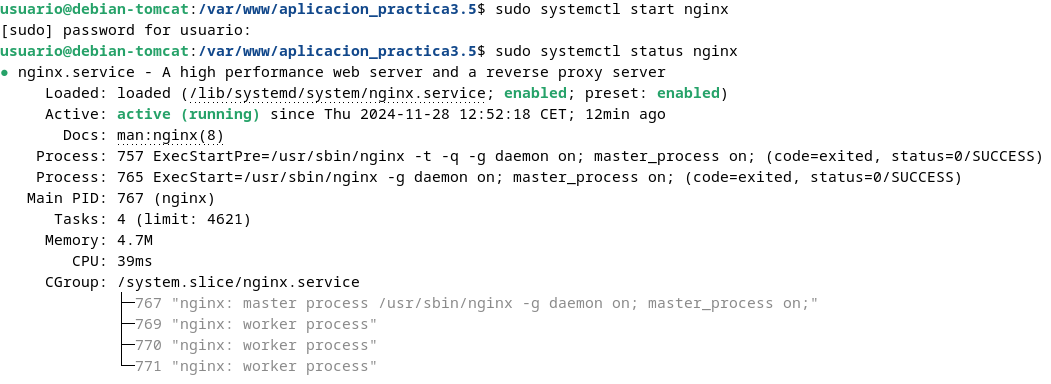 usuario@debian-tomcat:/var/www/aplicacion_practica3.5$ sudo systemctl start nginx
[sudo] password for usuario:
usuario@debian-tomcat:/var/www/aplicacion_practica3.5$ sudo systemctl status nginx
● nginx.service - A high performance web server and a reverse proxy server
     Loaded: loaded (/lib/systemd/system/nginx.service; enabled; preset: enabled)
     Active: active (running) since Thu 2024-11-28 12:52:18 CET; 12min ago
       Docs: man:nginx(8)
    Process: 757 ExecStartPre=/usr/sbin/nginx -t -q -g daemon on; master_process on; (code=exited, status=0/SUCCESS)
    Process: 765 ExecStart=/usr/sbin/nginx -g daemon on; master_process on; (code=exited, status=0/SUCCESS)
   Main PID: 767 (nginx)
      Tasks: 4 (limit: 4621)
     Memory: 4.7M
        CPU: 39ms
     CGroup: /system.slice/nginx.service
             ├─767 "nginx: master process /usr/sbin/nginx -g daemon on; master_process on;"
             ├─769 "nginx: worker process"
             ├─770 "nginx: worker process"
             └─771 "nginx: worker process"